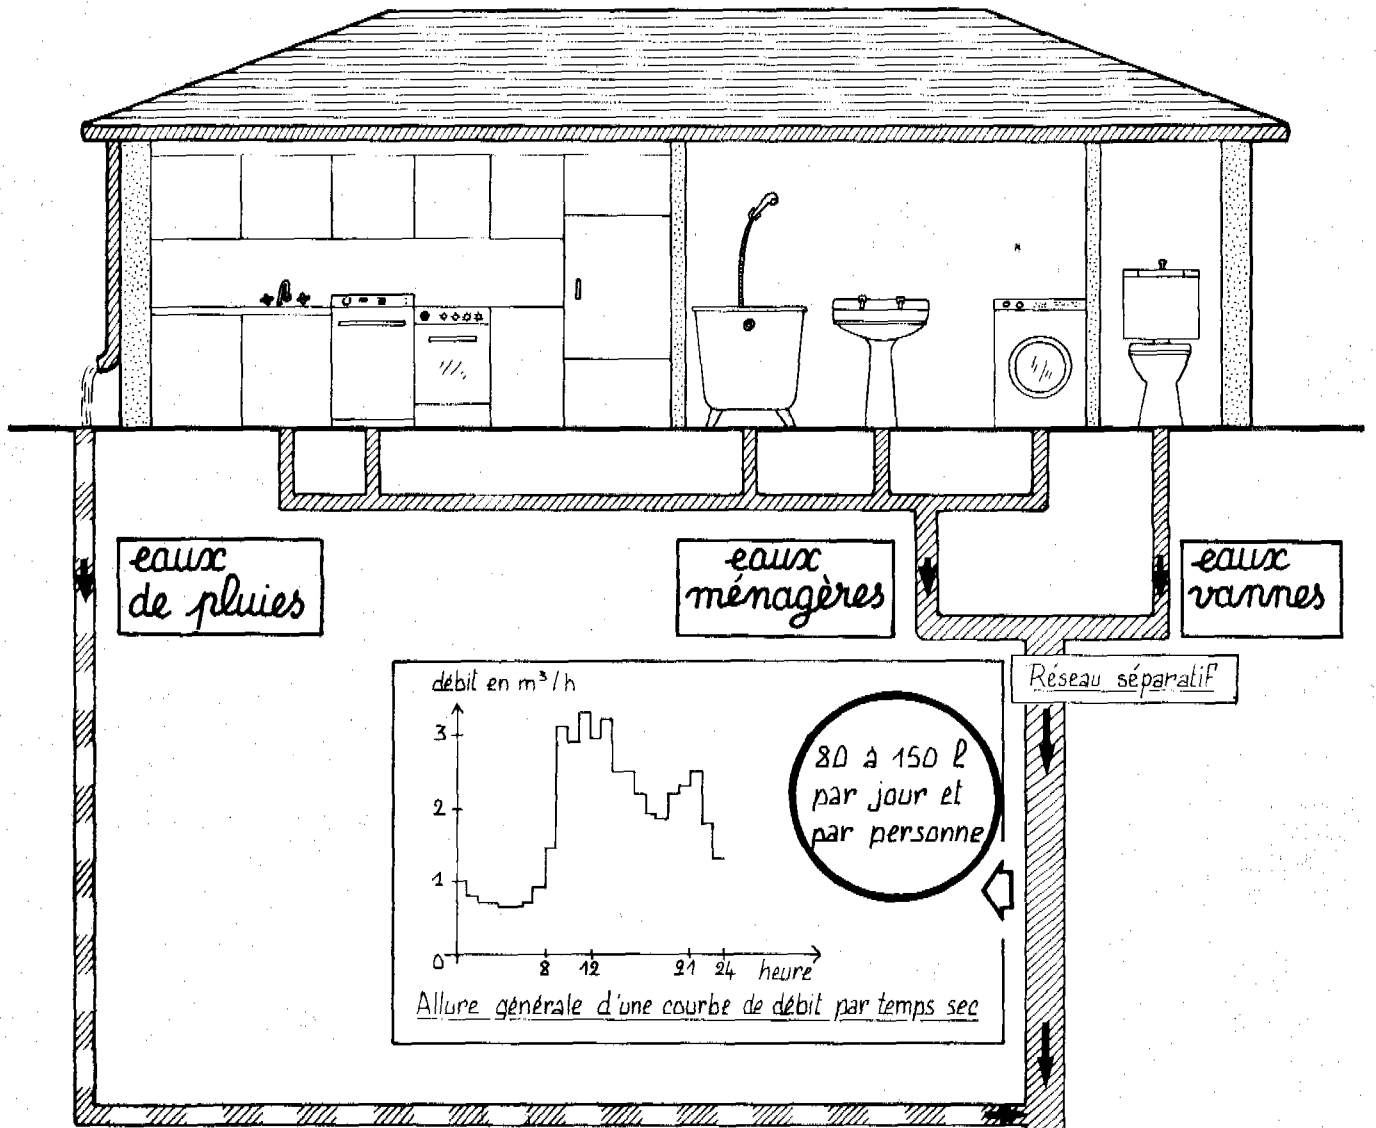 eaux
de pluies
eaux
ménagères
eaux
vannes
Réseau séparatif
débit en m³/h
3
2
1
0
8 12 21 24 heure
Allure générale d'une courbe de débit par temps sec
80 à 150 l
par jour et
par personne